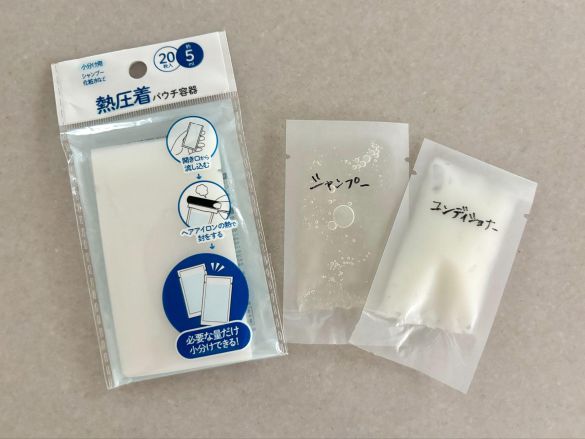 小分け用
シャンプー
化粧水など
20
枚入
約
5
ml
熱圧着パウチ容器
開き口から
流し込む
ヘアアイロンの熱で
封をする
必要な量だけ
小分けできる!
シャンプー
コンディショナー